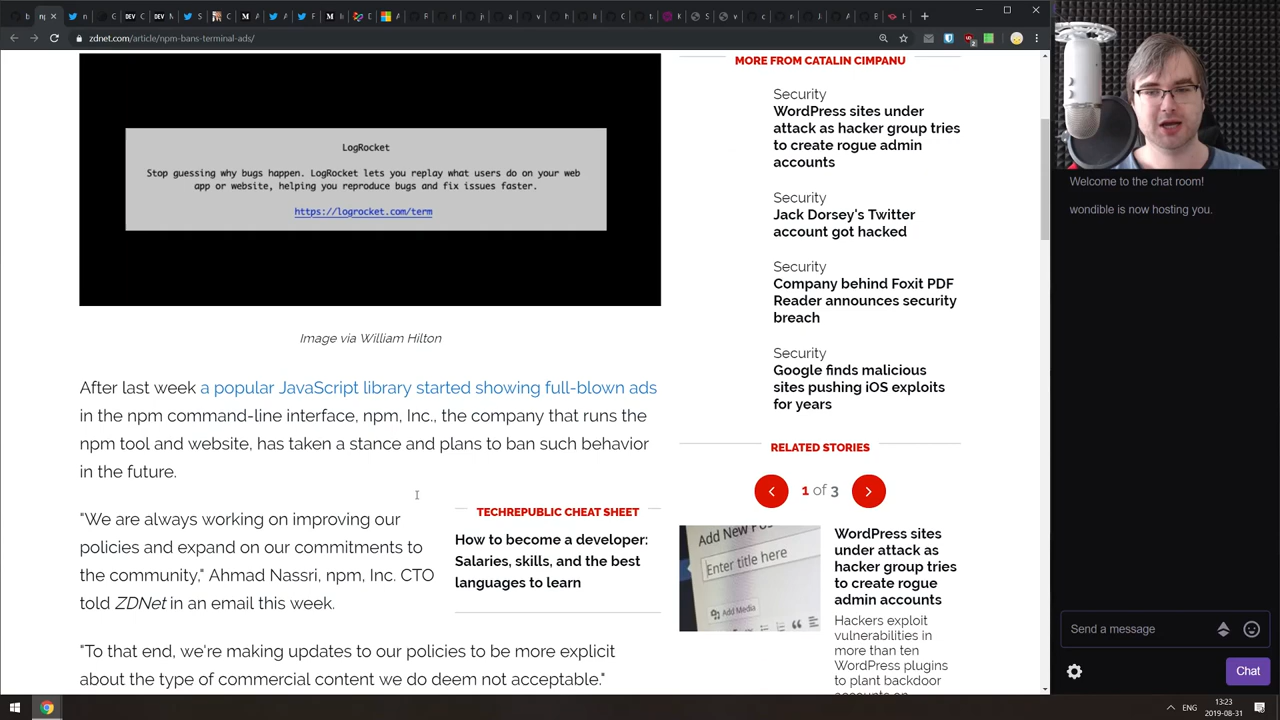 zdnet.com/article/npm-bans-terminal-ads/
LogRocket
Stop guessing why bugs happen. LogRocket lets you replay what users do on your web
app or website, helping you reproduce bugs and fix issues faster.
https://logrocket.com/term
Image via William Hilton
After last week a popular JavaScript library started showing full-blown ads
in the npm command-line interface, npm, Inc., the company that runs the
npm tool and website, has taken a stance and plans to ban such behavior
in the future.
"We are always working on improving our
policies and expand on our commitments to
the community," Ahmad Nassri, npm, Inc. CTO
told ZDNet in an email this week.
TECHREPUBLIC CHEAT SHEET
How to become a developer:
Salaries, skills, and the best
languages to learn
"To that end, we're making updates to our policies to be more explicit
about the type of commercial content we do deem not acceptable."
MORE FROM CATALIN CIMPANU
Security
WordPress sites under
attack as hacker group tries
to create rogue admin
accounts
Security
Jack Dorsey's Twitter
account got hacked
Security
Company behind Foxit PDF
Reader announces security
breach
Security
Google finds malicious
sites pushing iOS exploits
for years
RELATED STORIES
1 of 3
Add New Pos
Enter title here
Add Media
WordPress sites
under attack as
hacker group tries
to create rogue
admin accounts
Hackers exploit
vulnerabilities in
more than ten
WordPress plugins
to plant backdoor
accounts on
Welcome to the chat room!
wondible is now hosting you.
Send a message
Chat
ENG
13:23
2019-08-31